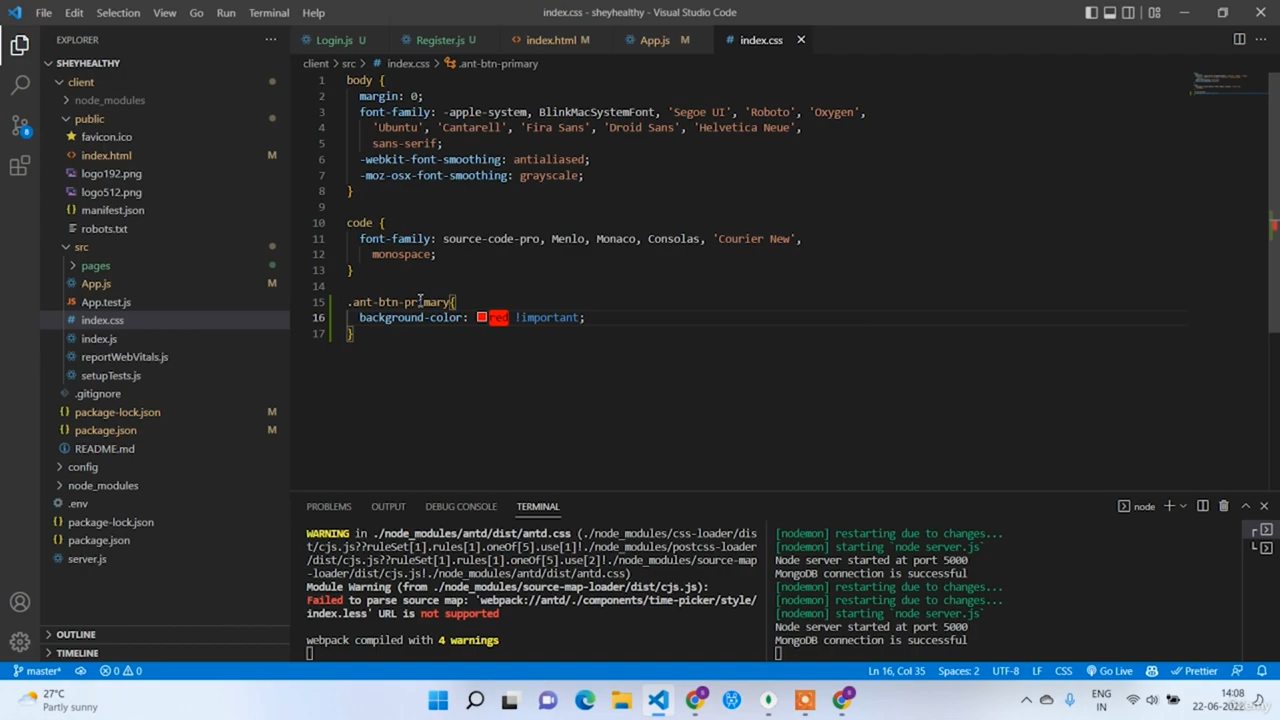 File Edit Selection View Go Run Terminal Help
index.css - sheyhealthy - Visual Studio Code
EXPLORER
Login.js U
Register.js U
index.html M
App.js M
index.css
SHEYHEALTHY
client > src > index.css > .ant-btn-primary
client
node_modules
public
favicon.ico
index.html M
logo192.png
logo512.png
manifest.json
robots.txt
src
pages
App.js M
App.test.js
index.css
index.js
reportWebVitals.js
setupTests.js
.gitignore
package-lock.json M
package.json M
README.md
config
node_modules
.env
package-lock.json
package.json
server.js
OUTLINE
TIMELINE
8
1 body {
2 margin: 0;
3 font-family: -apple-system, BlinkMacSystemFont, 'Segoe UI', 'Roboto', 'Oxygen',
4 'Ubuntu', 'Cantarell', 'Fira Sans', 'Droid Sans', 'Helvetica Neue',
5 sans-serif;
6 -webkit-font-smoothing: antialiased;
7 -moz-osx-font-smoothing: grayscale;
8 }
9
10 code {
11 font-family: source-code-pro, Menlo, Monaco, Consolas, 'Courier New',
12 monospace;
13 }
14
15 .ant-btn-primary{
16 background-color: red !important;
17 }
PROBLEMS OUTPUT DEBUG CONSOLE TERMINAL
node
WARNING in ./node_modules/antd/dist/antd.css (./node_modules/css-loader/dis
t/cjs.js??ruleSet[1].rules[1].oneOf[5].use[1]!./node_modules/postcss-loader
/dist/cjs.js??ruleSet[1].rules[1].oneOf[5].use[2]!./node_modules/source-map
-loader/dist/cjs.js!./node_modules/antd/dist/antd.css)
Module Warning (from ./node_modules/source-map-loader/dist/cjs.js):
Failed to parse source map: 'webpack://antd/./components/time-picker/style/
index.less' URL is not supported
webpack compiled with 4 warnings
[nodemon] restarting due to changes...
[nodemon] starting `node server.js`
Node server started at port 5000
MongoDB connection is successful
[nodemon] restarting due to changes...
[nodemon] restarting due to changes...
[nodemon] starting `node server.js`
Node server started at port 5000
MongoDB connection is successful
master* 0 0
Ln 16, Col 35 Spaces: 2 UTF-8 LF CSS Go Live Prettier
27°C
Partly sunny
ENG
IN
14:08
22-06-2022